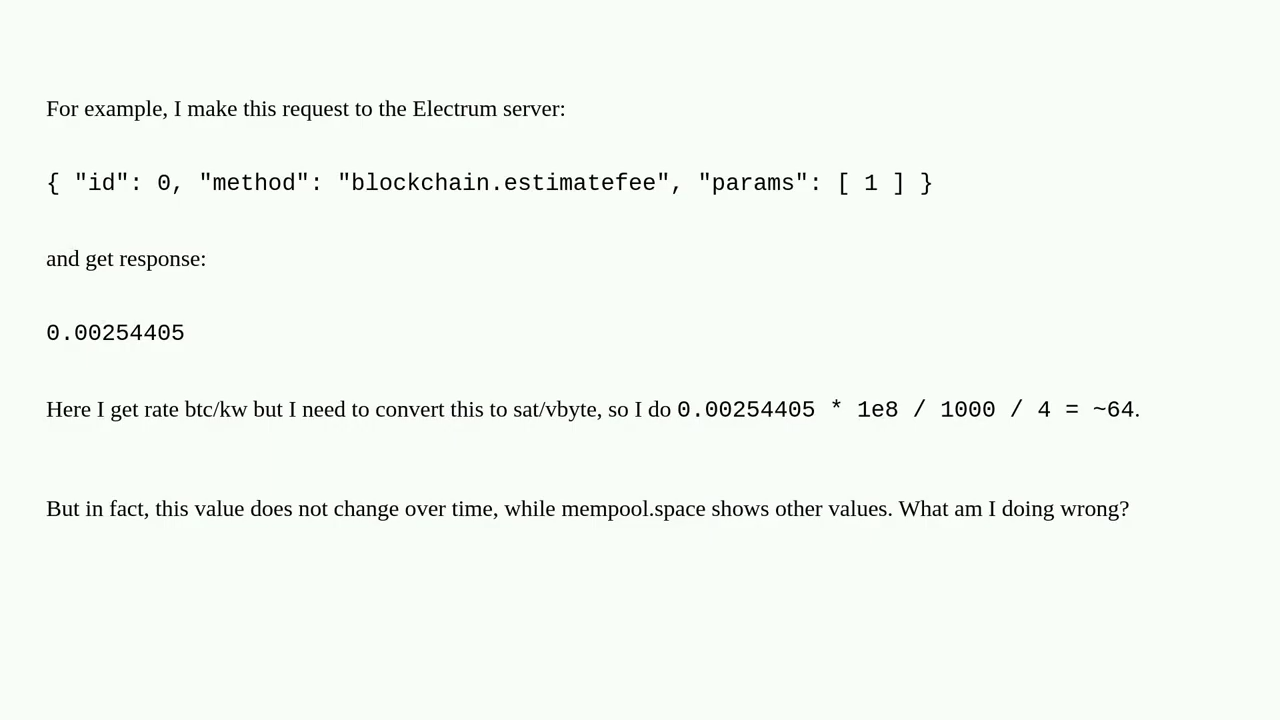 For example, I make this request to the Electrum server:
{ "id": 0, "method": "blockchain.estimatefee", "params": [ 1 ] }
and get response:
0.00254405
Here I get rate btc/kw but I need to convert this to sat/vbyte, so I do 0.00254405 * 1e8 / 1000 / 4 = ~64.
But in fact, this value does not change over time, while mempool.space shows other values. What am I doing wrong?